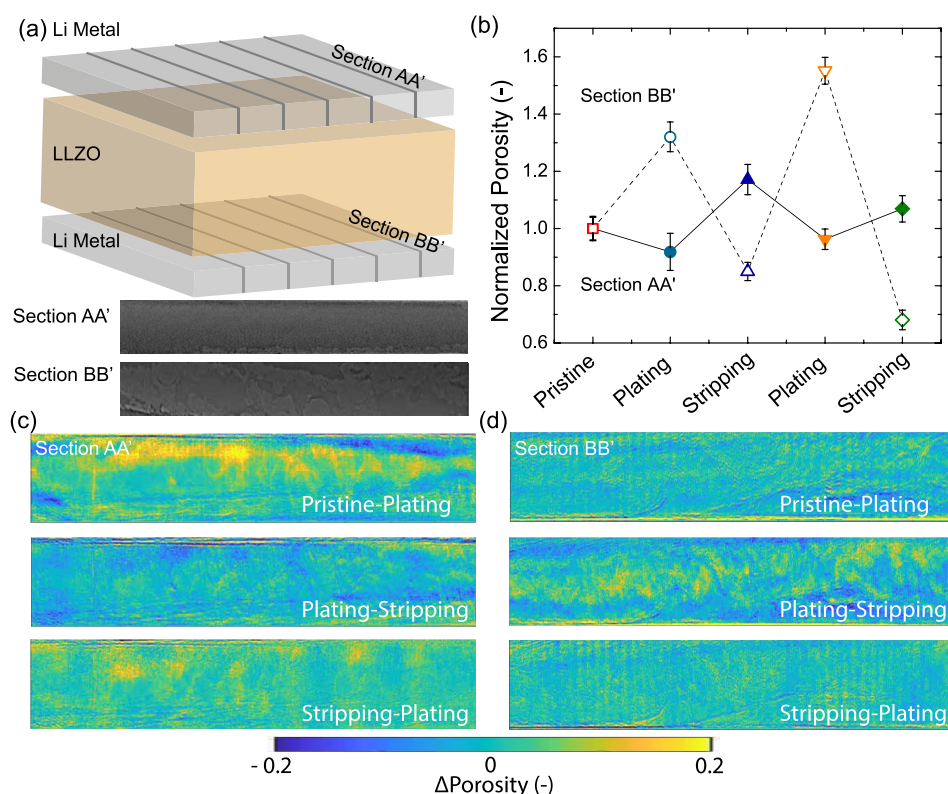 (a)
Li Metal
Section AA'
LLZO
Li Metal
Section BB'
Section AA'
Section BB'
(b)
Normalized Porosity (-)
1.6
1.4
1.2
1.0
0.8
0.6
Section BB'
Section AA'
Pristine
Plating
Stripping
Plating
Stripping
(c)
Section AA'
Pristine-Plating
Plating-Stripping
Stripping-Plating
(d)
Section BB'
Pristine-Plating
Plating-Stripping
Stripping-Plating
- 0.2
0
0.2
ΔPorosity (-)